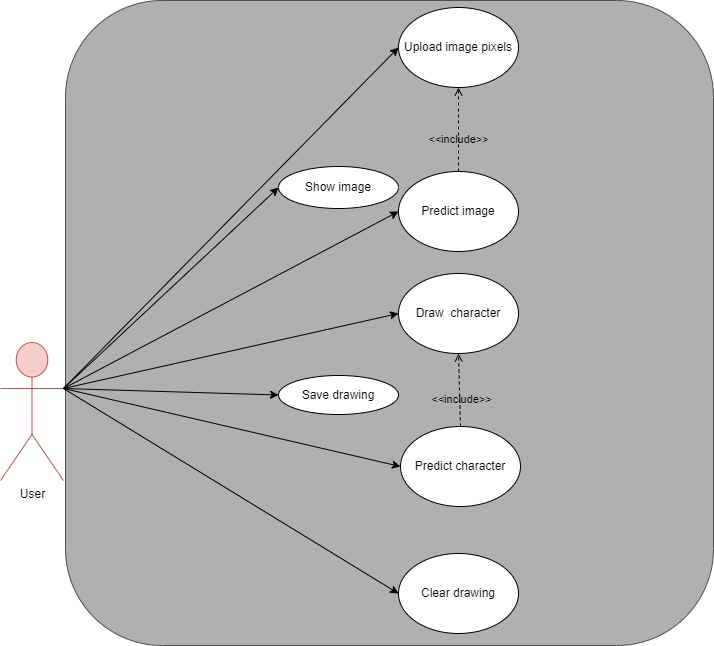 Upload image pixels
<<include>>
Show image
Predict image
Draw  character
Save drawing
<<include>>
Predict character
User
Clear drawing